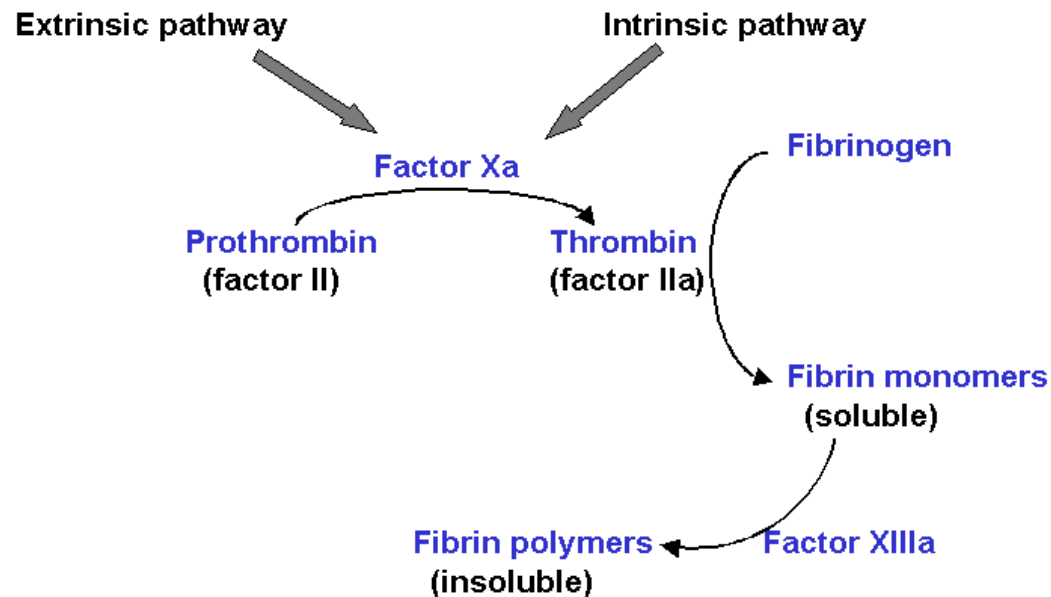 Extrinsic pathway
Intrinsic pathway
Factor Xa
Fibrinogen
Prothrombin
(factor II)
Thrombin
(factor IIa)
Fibrin monomers
(soluble)
Fibrin polymers
(insoluble)
Factor XIIIa